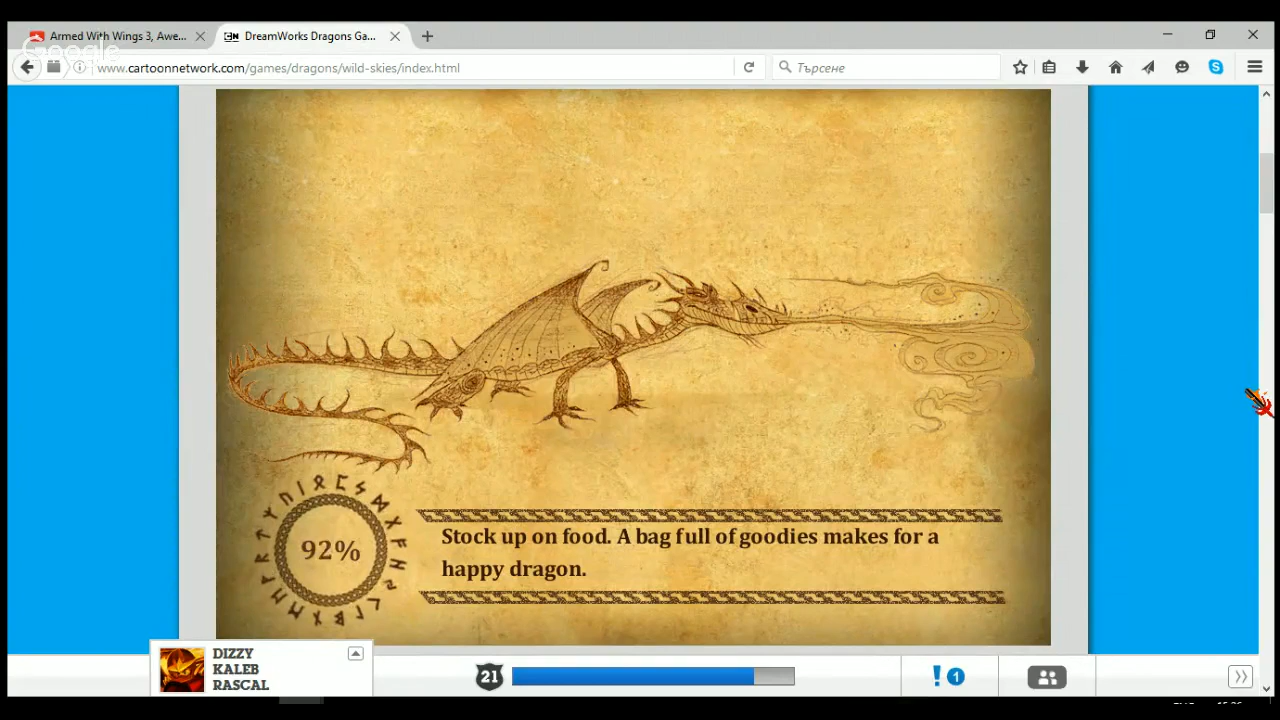 Armed With Wings 3, Awe...
DreamWorks Dragons Ga...
Google
www.cartoonnetwork.com/games/dragons/wild-skies/index.html
Търсене
92%
Stock up on food. A bag full of goodies makes for a
happy dragon.
DIZZY
KALEB
RASCAL
21
1